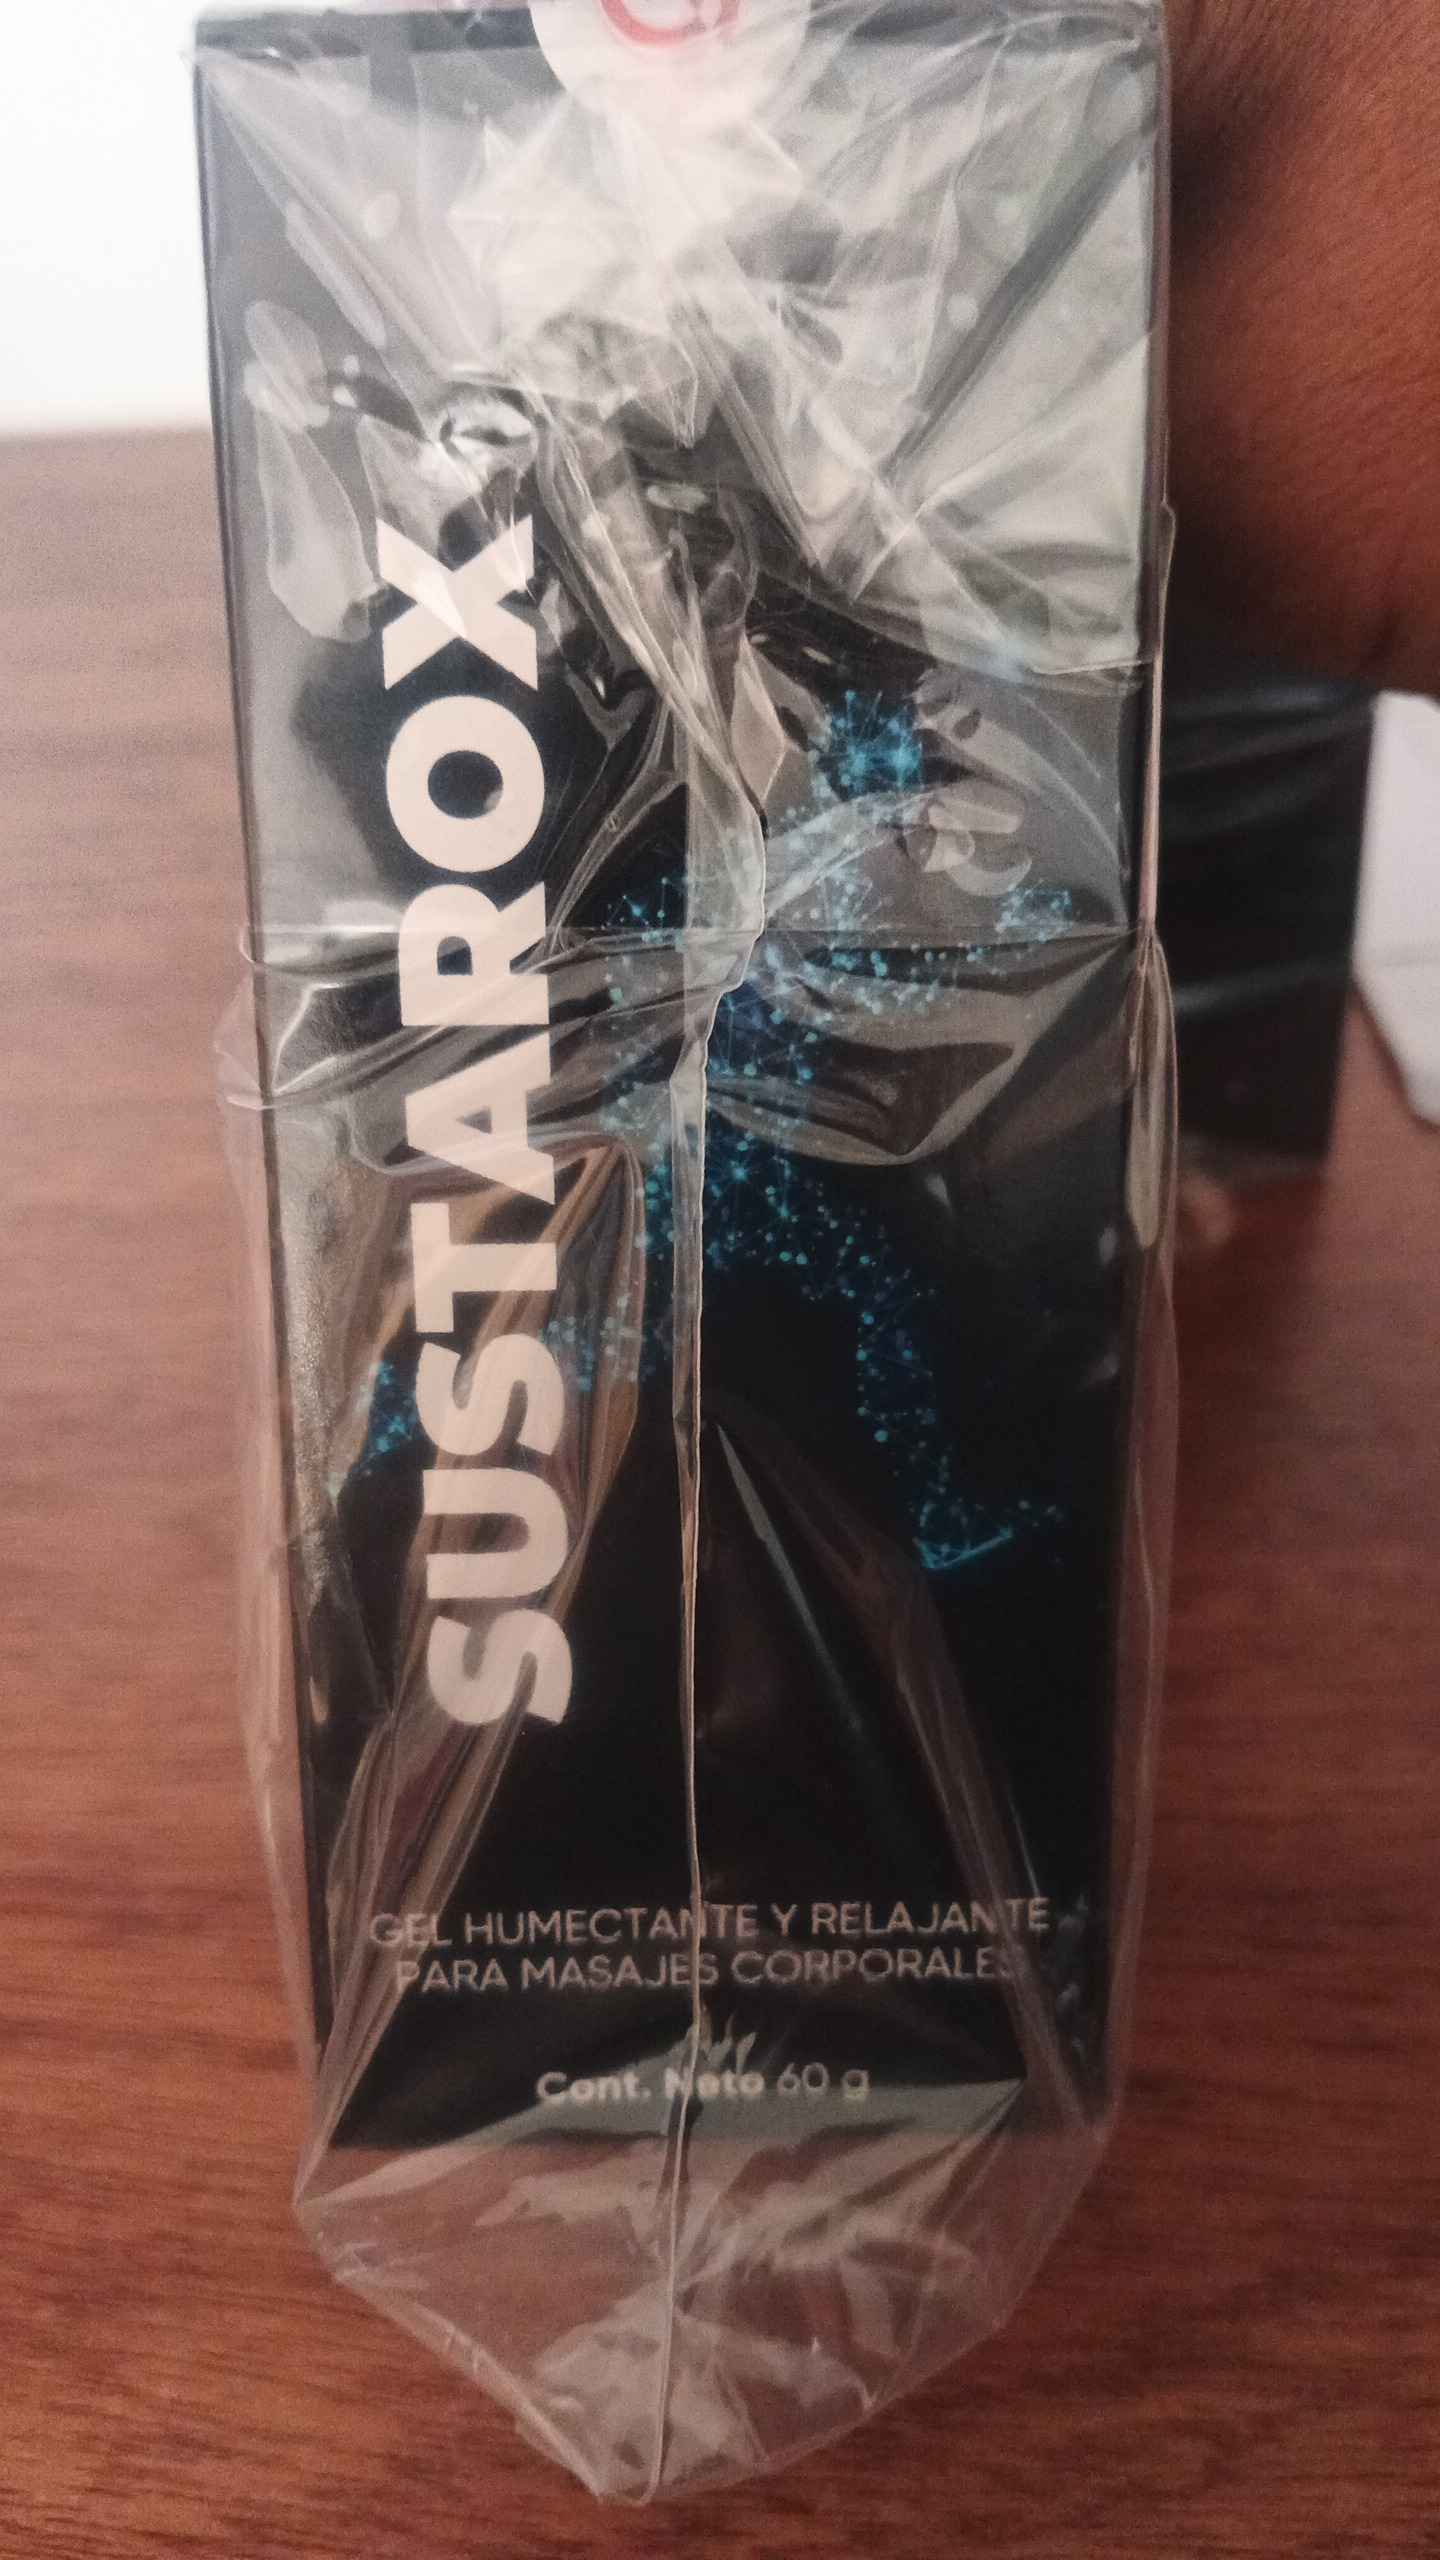 SUSTAROX
GEL HUMECTANTE Y RELAJANTE
PARA MASAJES CORPORALES
Cont. Neto 60 g